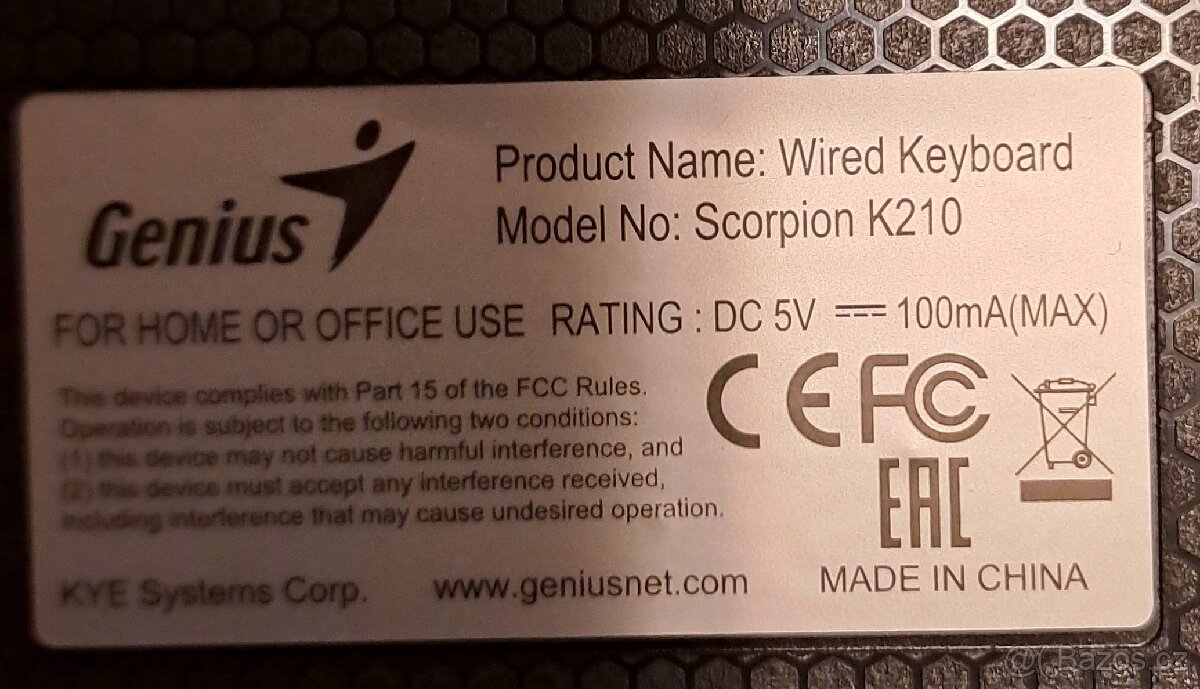 Genius
Product Name: Wired Keyboard
Model No: Scorpion K210
FOR HOME OR OFFICE USE RATING : DC 5V ⎓ 100mA(MAX)
This device complies with Part 15 of the FCC Rules.
Operation is subject to the following two conditions:
(1) this device may not cause harmful interference, and
(2) this device must accept any interference received,
including interference that may cause undesired operation.
CE FCC
EAC
KYE Systems Corp. www.geniusnet.com MADE IN CHINA
Bazos.cz